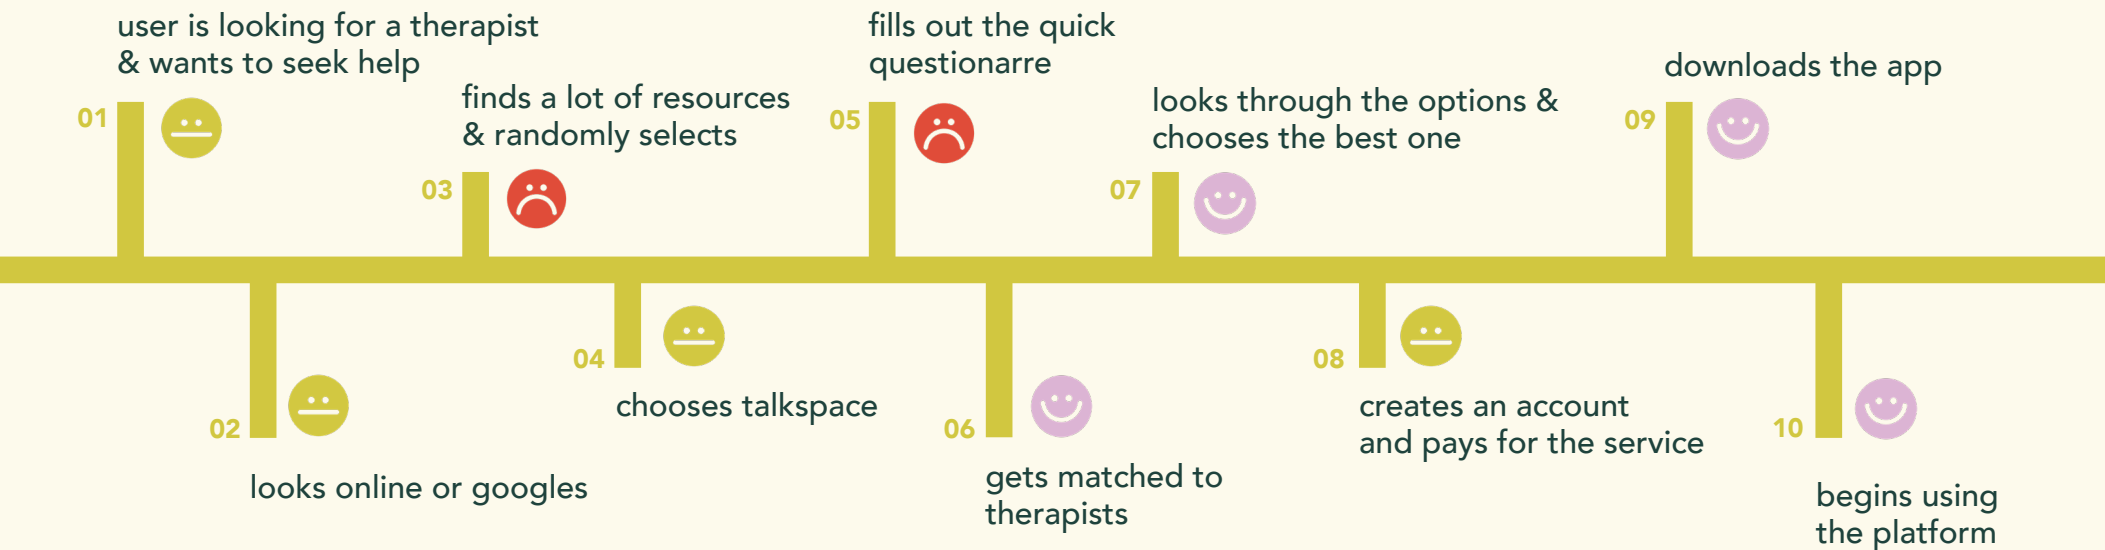 01
user is looking for a therapist
& wants to seek help
02
looks online or googles
03
finds a lot of resources
& randomly selects
04
chooses talkspace
05
fills out the quick
questionarre
06
gets matched to
therapists
07
looks through the options &
chooses the best one
08
creates an account
and pays for the service
09
downloads the app
10
begins using
the platform